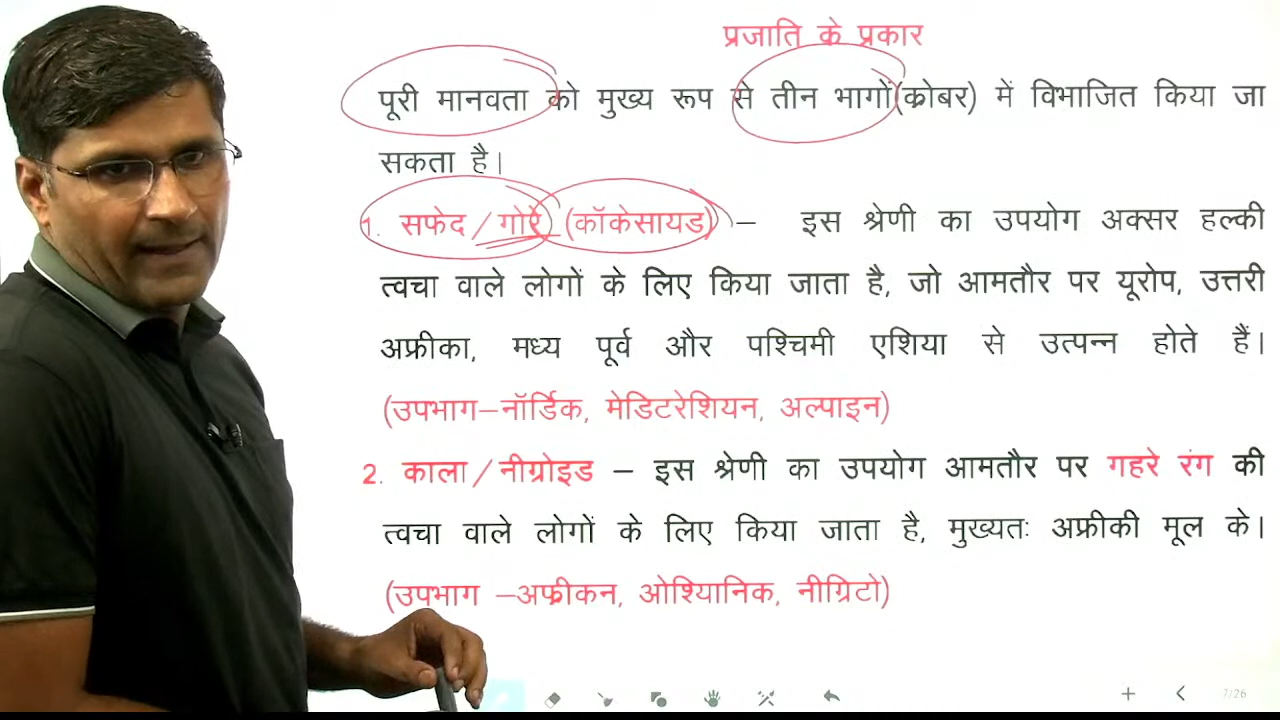 प्रजाति के प्रकार
पूरी मानवता को मुख्य रूप से तीन भागों(क्रोबर) में विभाजित किया जा
सकता है।
1. सफेद/गोरे (कॉकेसायड) – इस श्रेणी का उपयोग अक्सर हल्की
त्वचा वाले लोगों के लिए किया जाता है, जो आमतौर पर यूरोप, उत्तरी
अफ्रीका, मध्य पूर्व और पश्चिमी एशिया से उत्पन्न होते हैं।
(उपभाग–नॉर्डिक, मेडिटरेशियन, अल्पाइन)
2. काला/नीग्रोइड – इस श्रेणी का उपयोग आमतौर पर गहरे रंग की
त्वचा वाले लोगों के लिए किया जाता है, मुख्यतः अफ्रीकी मूल के।
(उपभाग –अफ्रीकन, ओश्यिानिक, नीग्रिटो)
7/26